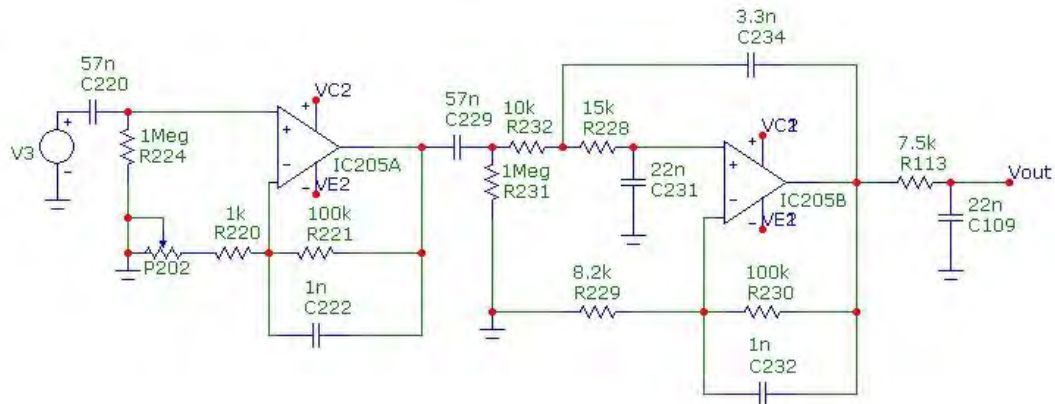 3.3n
C234
57n
C220
VC2
57n
C229
10k
R232
15k
R228
7.5k
R113
Vout
V3
1Meg
R224
IC205A
VE2
1Meg
R231
22n
C231
IC205B
22n
C109
1k
R220
100k
R221
P202
8.2k
R229
100k
R230
1n
C222
1n
C232